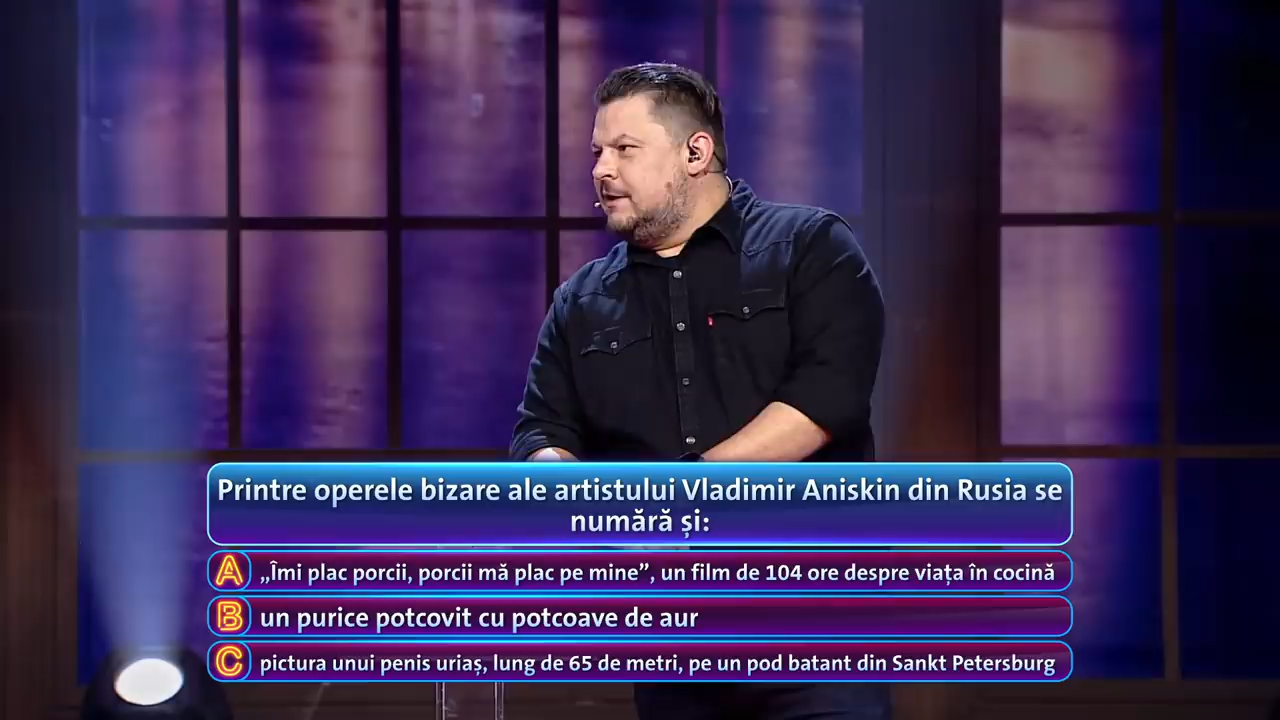 Printre operele bizare ale artistului Vladimir Aniskin din Rusia se
numără și:
A „Îmi plac porcii, porcii mă plac pe mine”, un film de 104 ore despre viața în cocină
B un purice potcovit cu potcoave de aur
C pictura unui penis uriaș, lung de 65 de metri, pe un pod batant din Sankt Petersburg